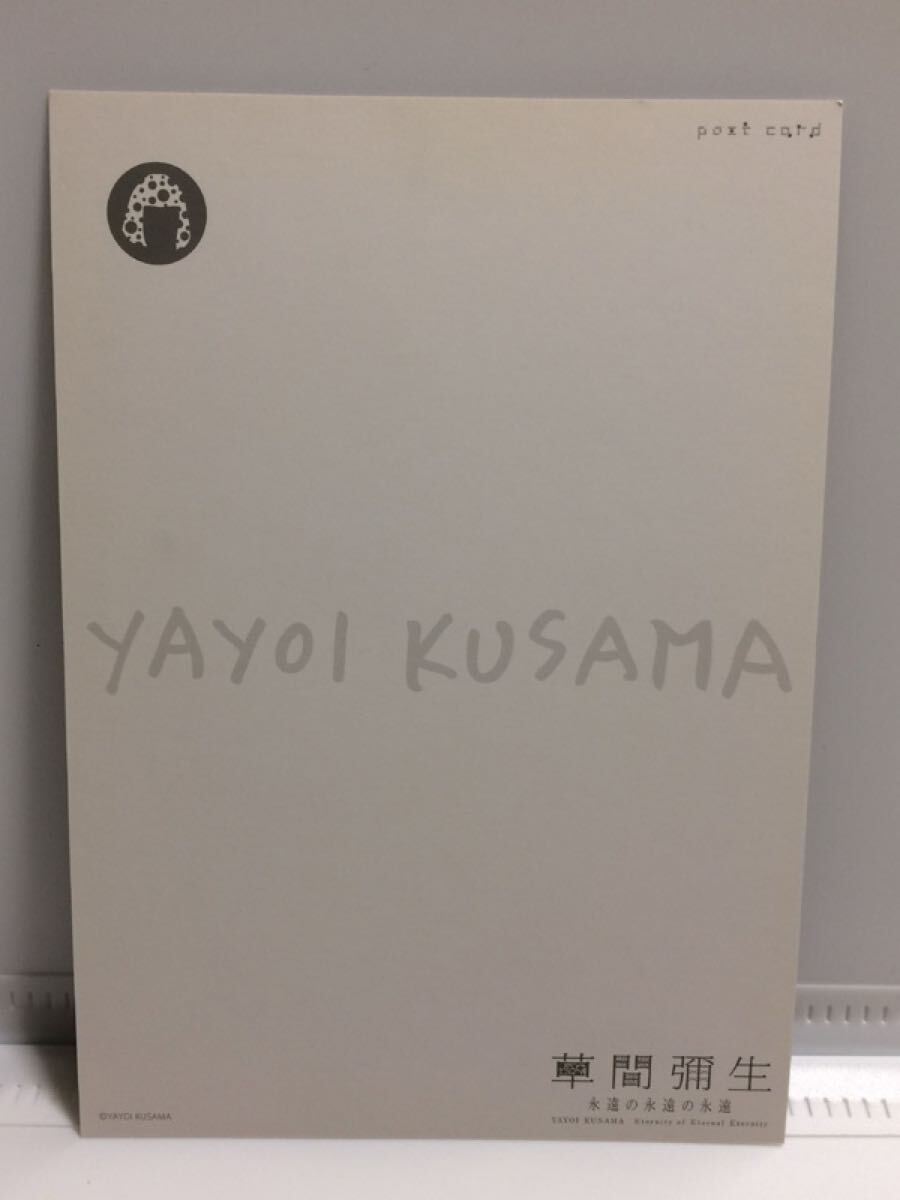 post card
YAYOI KUSAMA
草間彌生
永遠の永遠の永遠
YAYOI KUSAMA Eternity of Eternal Eternity
©YAYOI KUSAMA